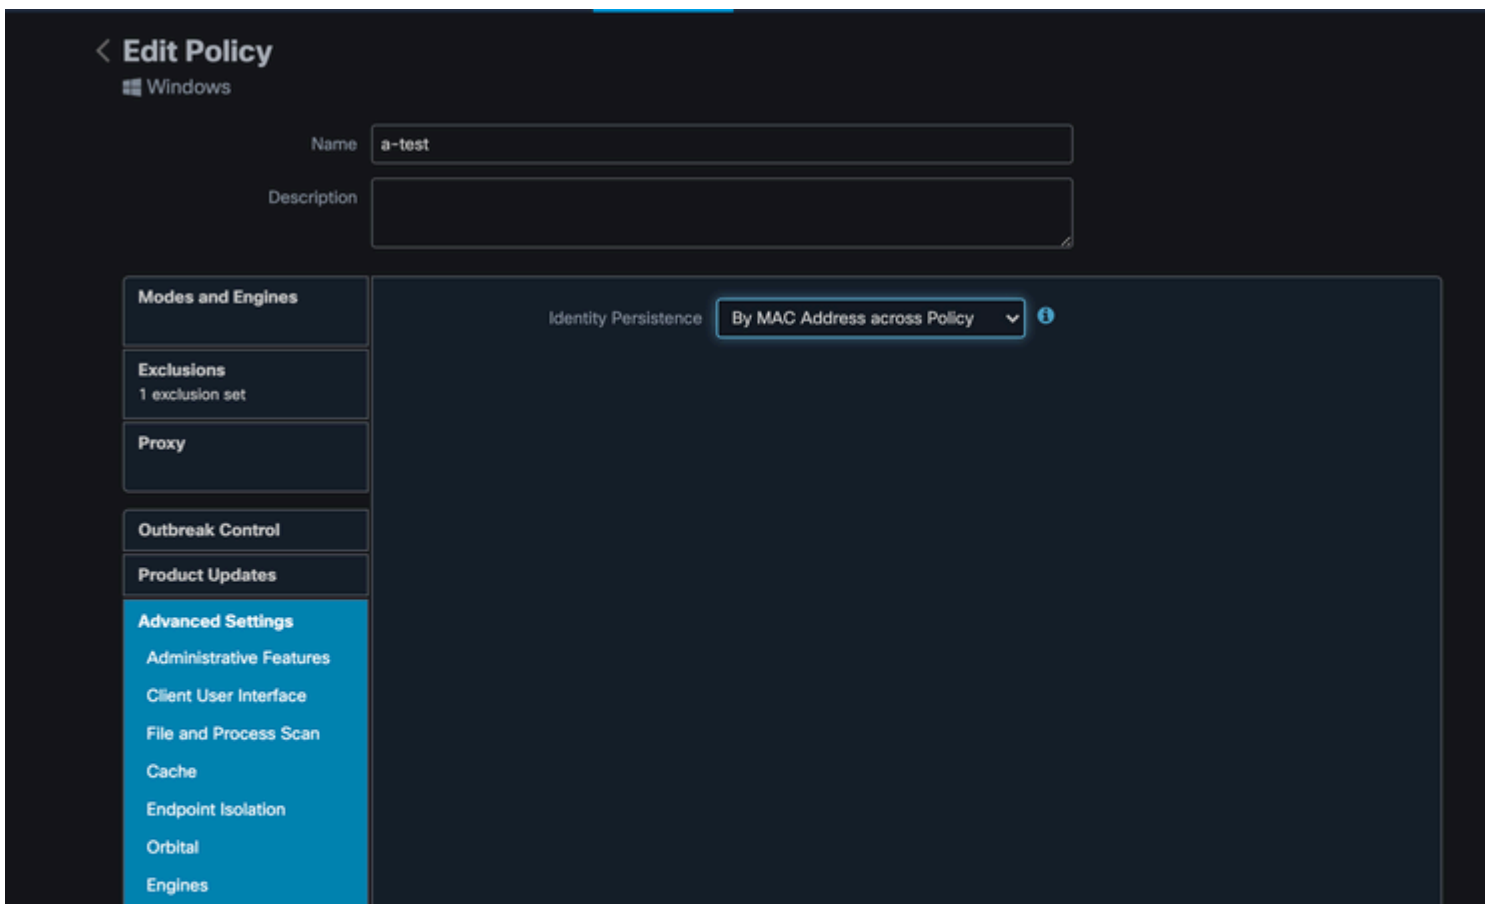 Edit Policy
Windows
Name
a-test
Description
Modes and Engines
Identity Persistence
By MAC Address across Policy
Exclusions
1 exclusion set
Proxy
Outbreak Control
Product Updates
Advanced Settings
Administrative Features
Client User Interface
File and Process Scan
Cache
Endpoint Isolation
Orbital
Engines